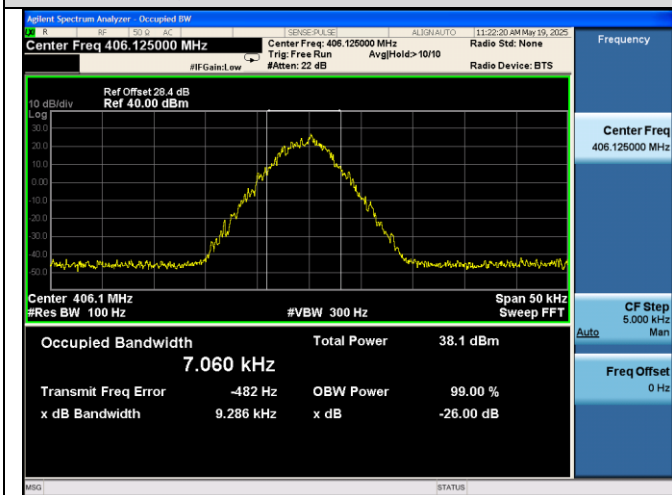 Agilent Spectrum Analyzer - Occupied BW
LXI R RF 50 Ω AC SENSE:PULSE ALIGNAUTO 11:22:20 AM May 19, 2025
Center Freq 406.125000 MHz
Center Freq: 406.125000 MHz
Radio Std: None
Trig: Free Run Avg|Hold:>10/10
#IFGain:Low #Atten: 22 dB Radio Device: BTS
Frequency
Ref Offset 28.4 dB
10 dB/div Ref 40.00 dBm
Log
30.0
20.0
10.0
0.00
-10.0
-20.0
-30.0
-40.0
-50.0
Center Freq
406.125000 MHz
Center 406.1 MHz Span 50 kHz
#Res BW 100 Hz #VBW 300 Hz Sweep FFT
CF Step
5.000 kHz
Auto Man
Freq Offset
0 Hz
Occupied Bandwidth Total Power 38.1 dBm
7.060 kHz
Transmit Freq Error -482 Hz OBW Power 99.00 %
x dB Bandwidth 9.286 kHz x dB -26.00 dB
MSG STATUS